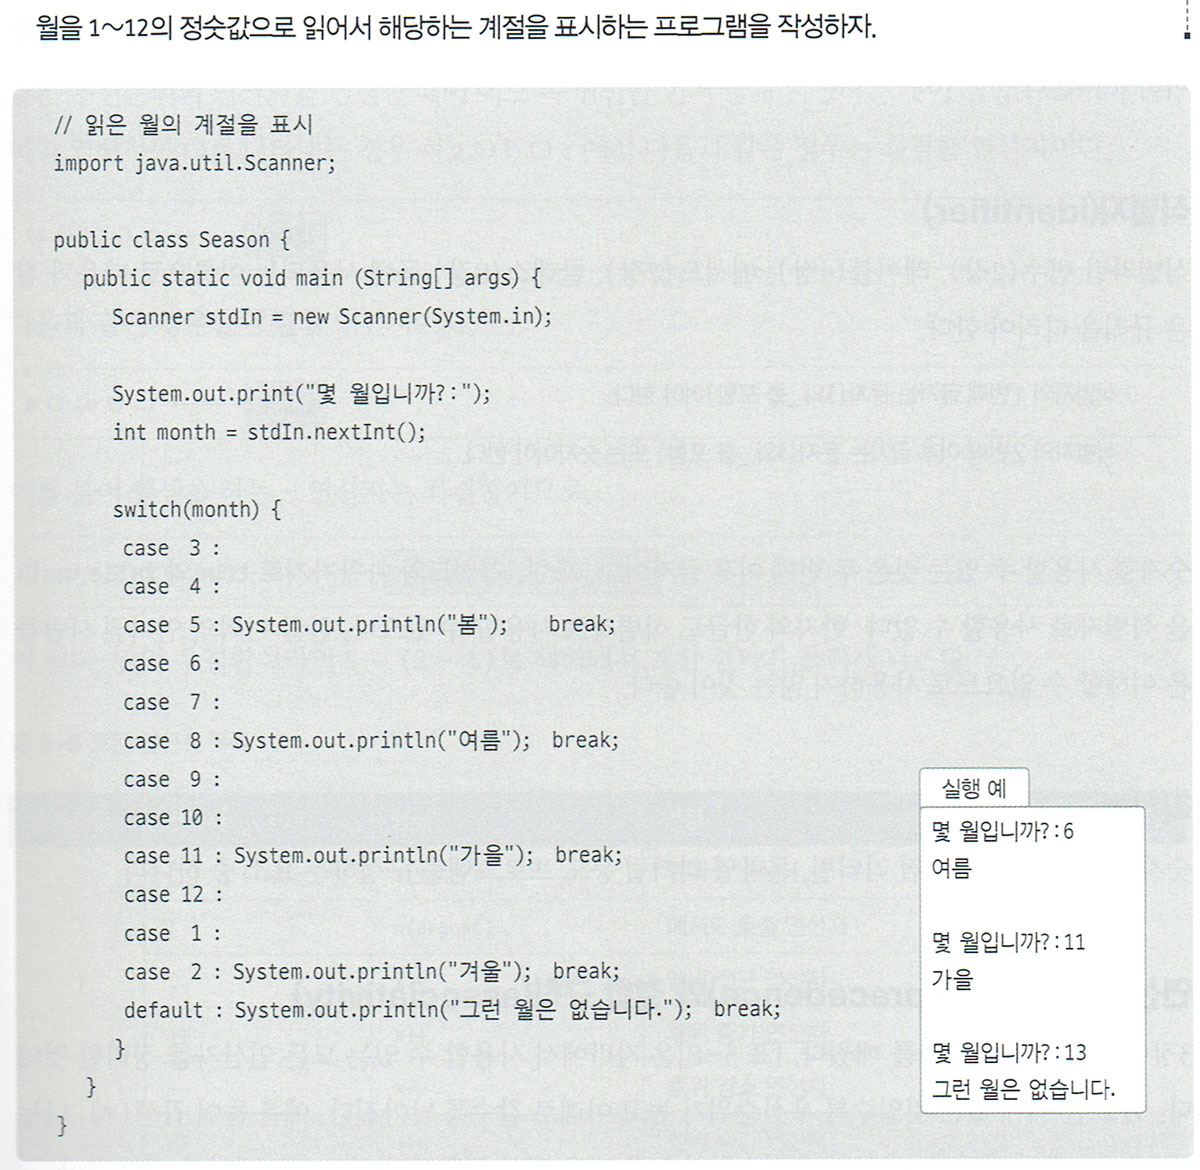 월을 1~12의 정숫값으로 읽어서 해당하는 계절을 표시하는 프로그램을 작성하자.
// 읽은 월의 계절을 표시
import java.util.Scanner;
public class Season {
public static void main (String[] args) {
Scanner stdIn = new Scanner(System.in);
System.out.print("몇 월입니까?:");
int month = stdIn.nextInt();
switch(month) {
case 3 :
case 4 :
case 5 : System.out.println("봄"); break;
case 6 :
case 7 :
case 8 : System.out.println("여름"); break;
case 9 :
case 10 :
case 11 : System.out.println("가을"); break;
case 12 :
case 1 :
case 2 : System.out.println("겨울"); break;
default : System.out.println("그런 월은 없습니다."); break;
}
}
}
실행 예
몇 월입니까?:6
여름
몇 월입니까?:11
가을
몇 월입니까?:13
그런 월은 없습니다.